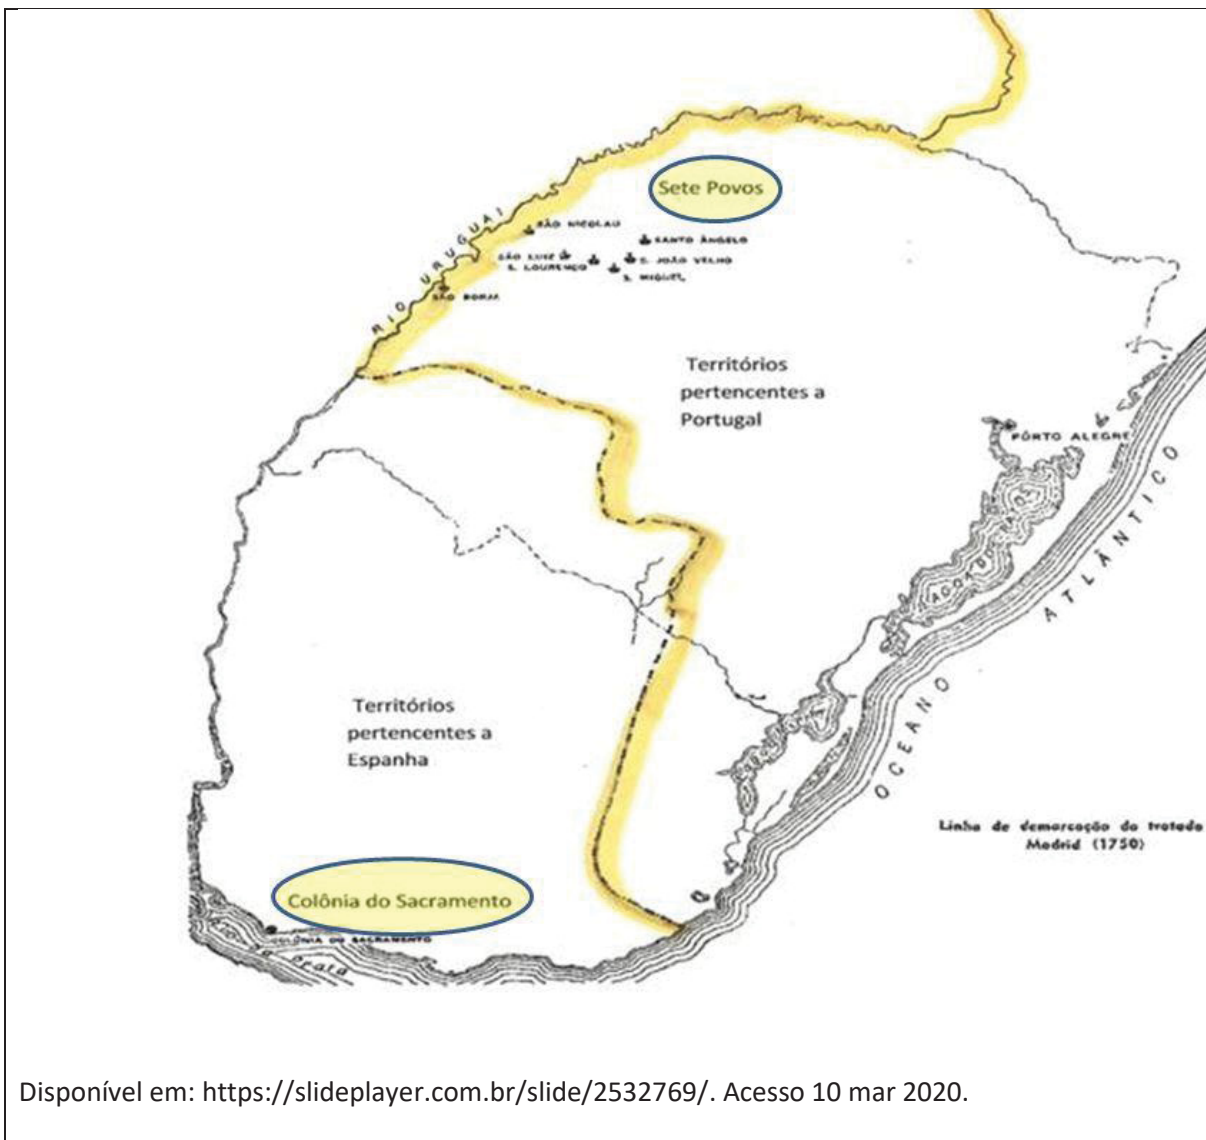 Sete Povos
SÃO NICOLAU
SANTO ÂNGELO
SÃO LUIZ
S. JOÃO VELHO
S. LOURENÇO
S. MIGUEL
RIO URUGUAI
SÃO BORJA
Territórios
pertencentes a
Portugal
PÔRTO ALEGRE
OCEANO ATLÂNTICO
Territórios
pertencentes a
Espanha
Linha de demarcação do tratado
Madrid (1750)
Colônia do Sacramento
COLÔNIA DO SACRAMENTO
Prata
Disponível em: https://slideplayer.com.br/slide/2532769/. Acesso 10 mar 2020.